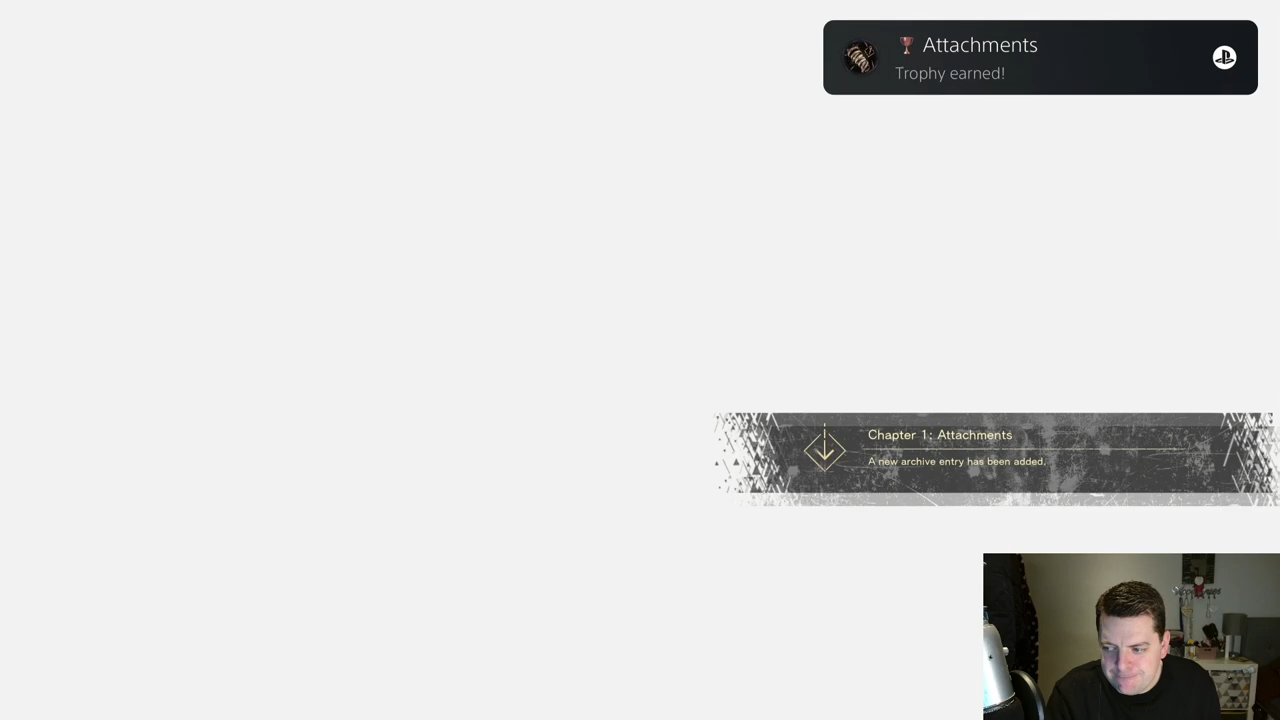 Attachments
Trophy earned!
Chapter 1: Attachments
A new archive entry has been added.